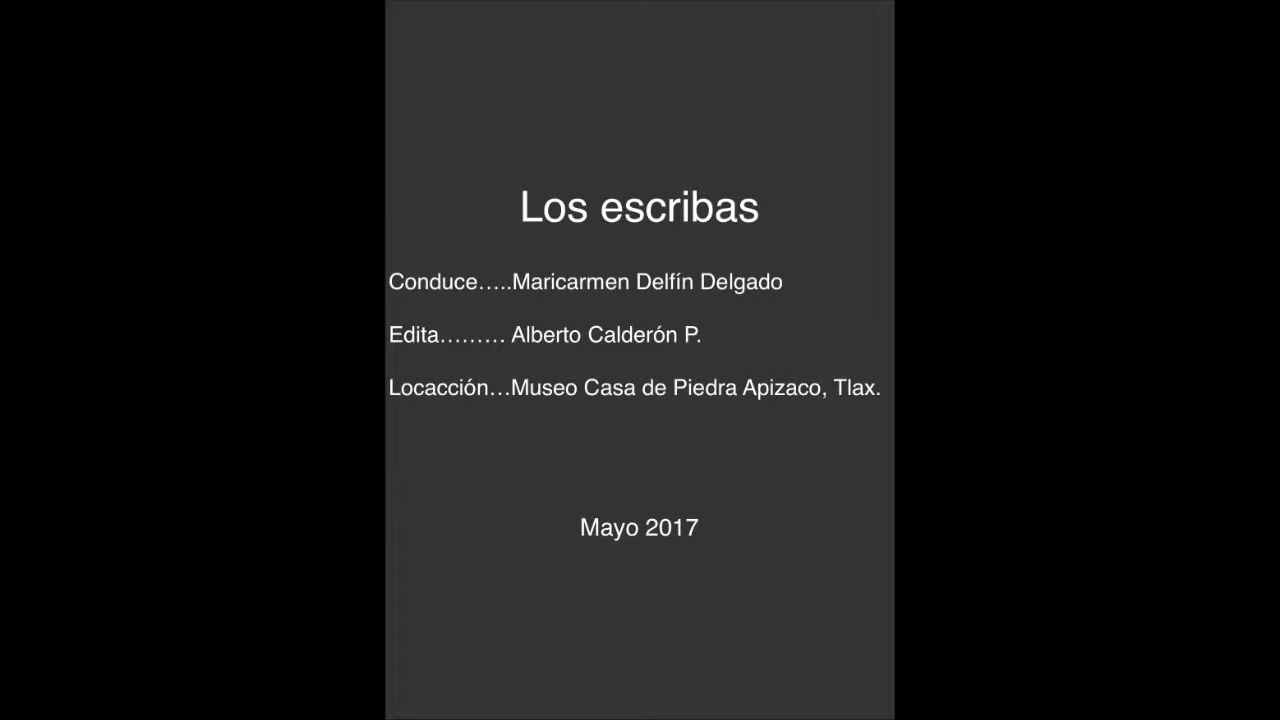 Los escribas
Conduce…..Maricarmen Delfín Delgado
Edita……… Alberto Calderón P.
Locacción…Museo Casa de Piedra Apizaco, Tlax.
Mayo 2017